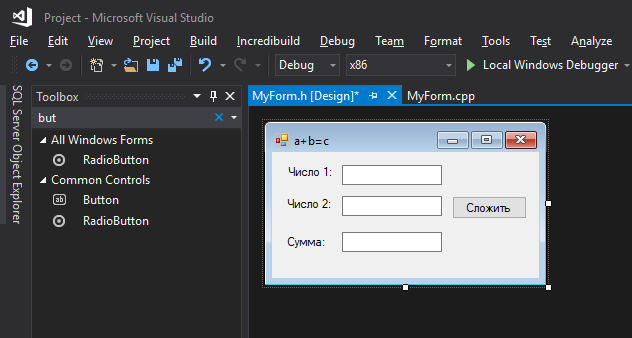 Project - Microsoft Visual Studio
File Edit View Project Build Incredibuild Debug Team Format Tools Test Analyze
Debug x86 Local Windows Debugger
SQL Server Object Explorer
Toolbox
MyForm.h [Design]* MyForm.cpp
but
All Windows Forms
RadioButton
Common Controls
ab Button
RadioButton
a+b=c
Число 1:
Число 2:
Сложить
Сумма: